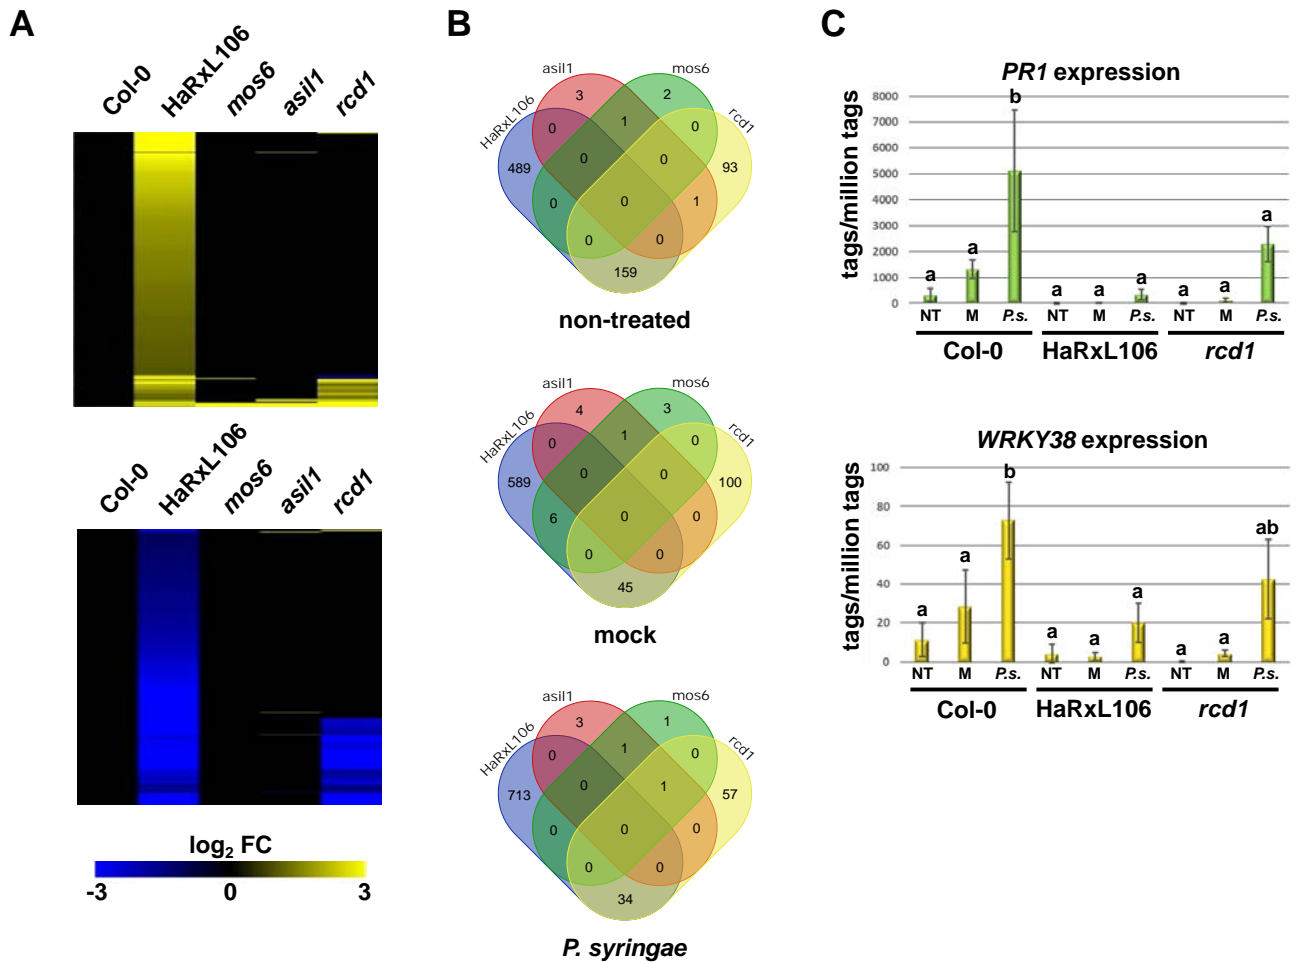 A
Col-0
HaRxL106
mos6
asil1
rcd1
Col-0
HaRxL106
mos6
asil1
rcd1
log2 FC
-3 0 3
B
asil1 mos6
HaRxL106 rcd1
3 2
0 1 0
489 0 0 93
0 0 1
0 0
159
non-treated
asil1 mos6
HaRxL106 rcd1
4 3
0 1 0
589 0 0 100
6 0 0
0 0
45
mock
asil1 mos6
HaRxL106 rcd1
3 1
0 1 0
713 0 1 57
0 0 0
0 0
34
P. syringae
C
PR1 expression
tags/million tags
8000
7000
6000
5000
4000
3000
2000
1000
0
a a b a a a a a a
NT M P.s. NT M P.s. NT M P.s.
Col-0 HaRxL106 rcd1
WRKY38 expression
tags/million tags
100
80
60
40
20
0
a a b a a a a a ab
NT M P.s. NT M P.s. NT M P.s.
Col-0 HaRxL106 rcd1